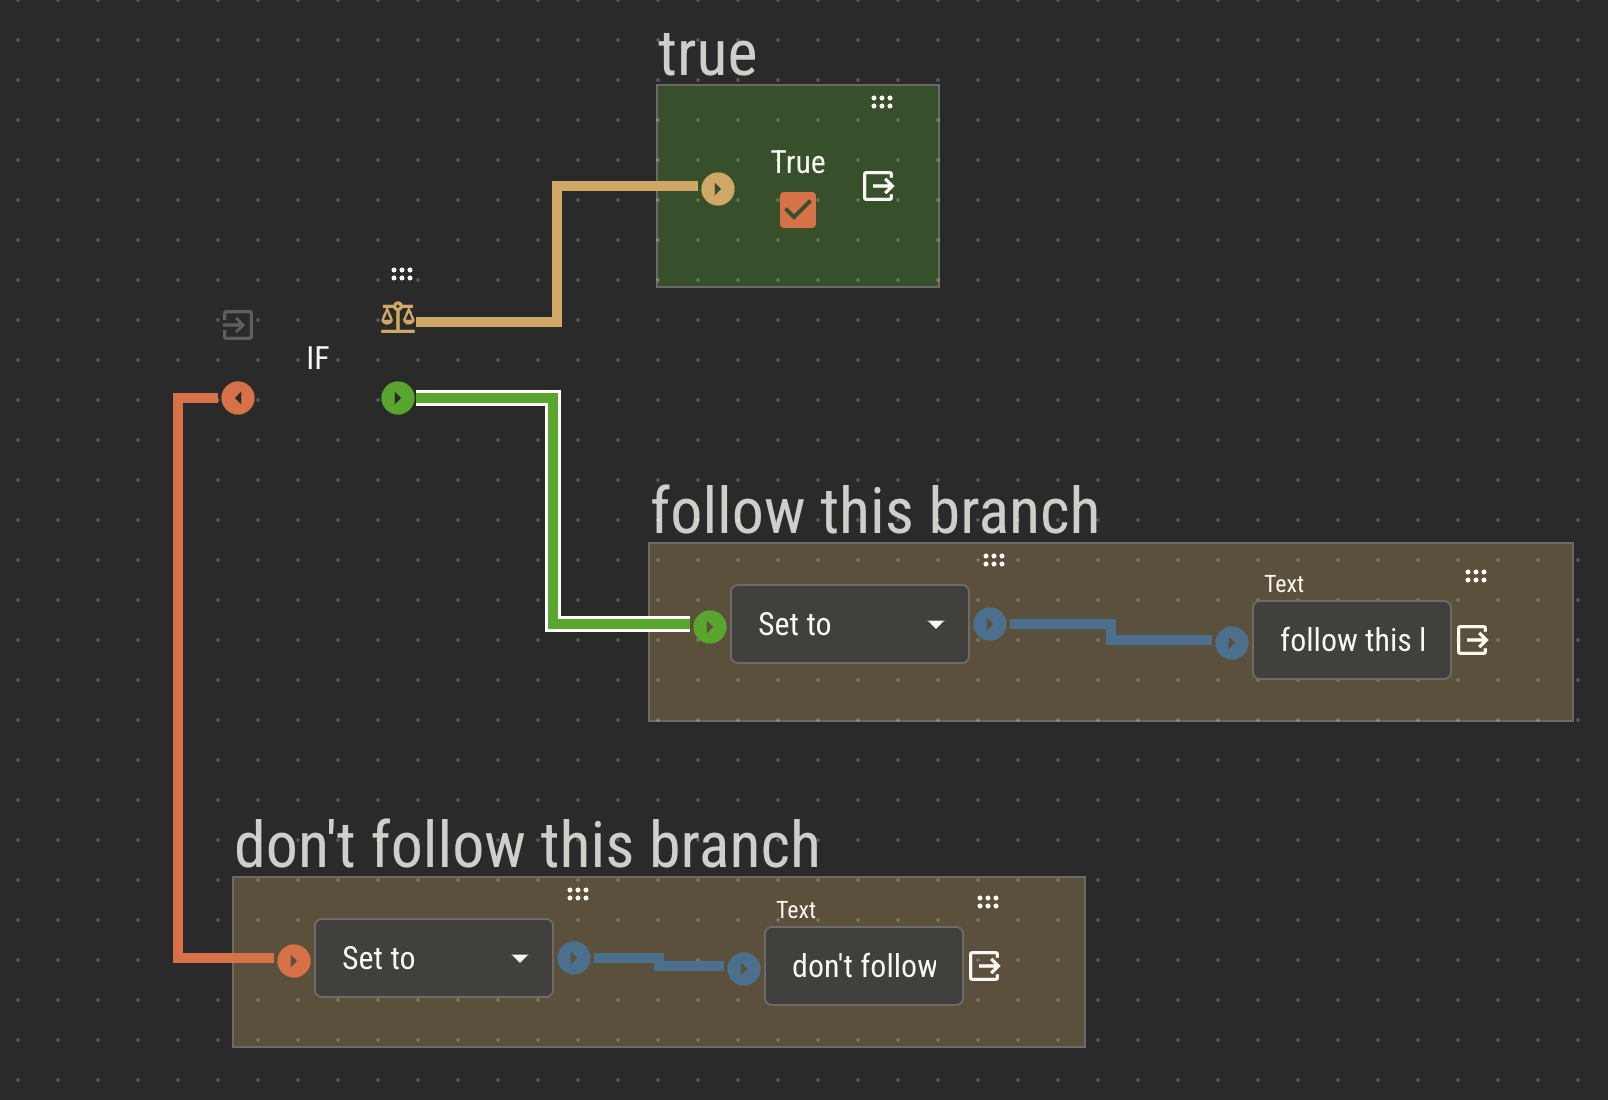 true
True
IF
follow this branch
Set to
Text
follow this
don't follow this branch
Set to
Text
don't follow